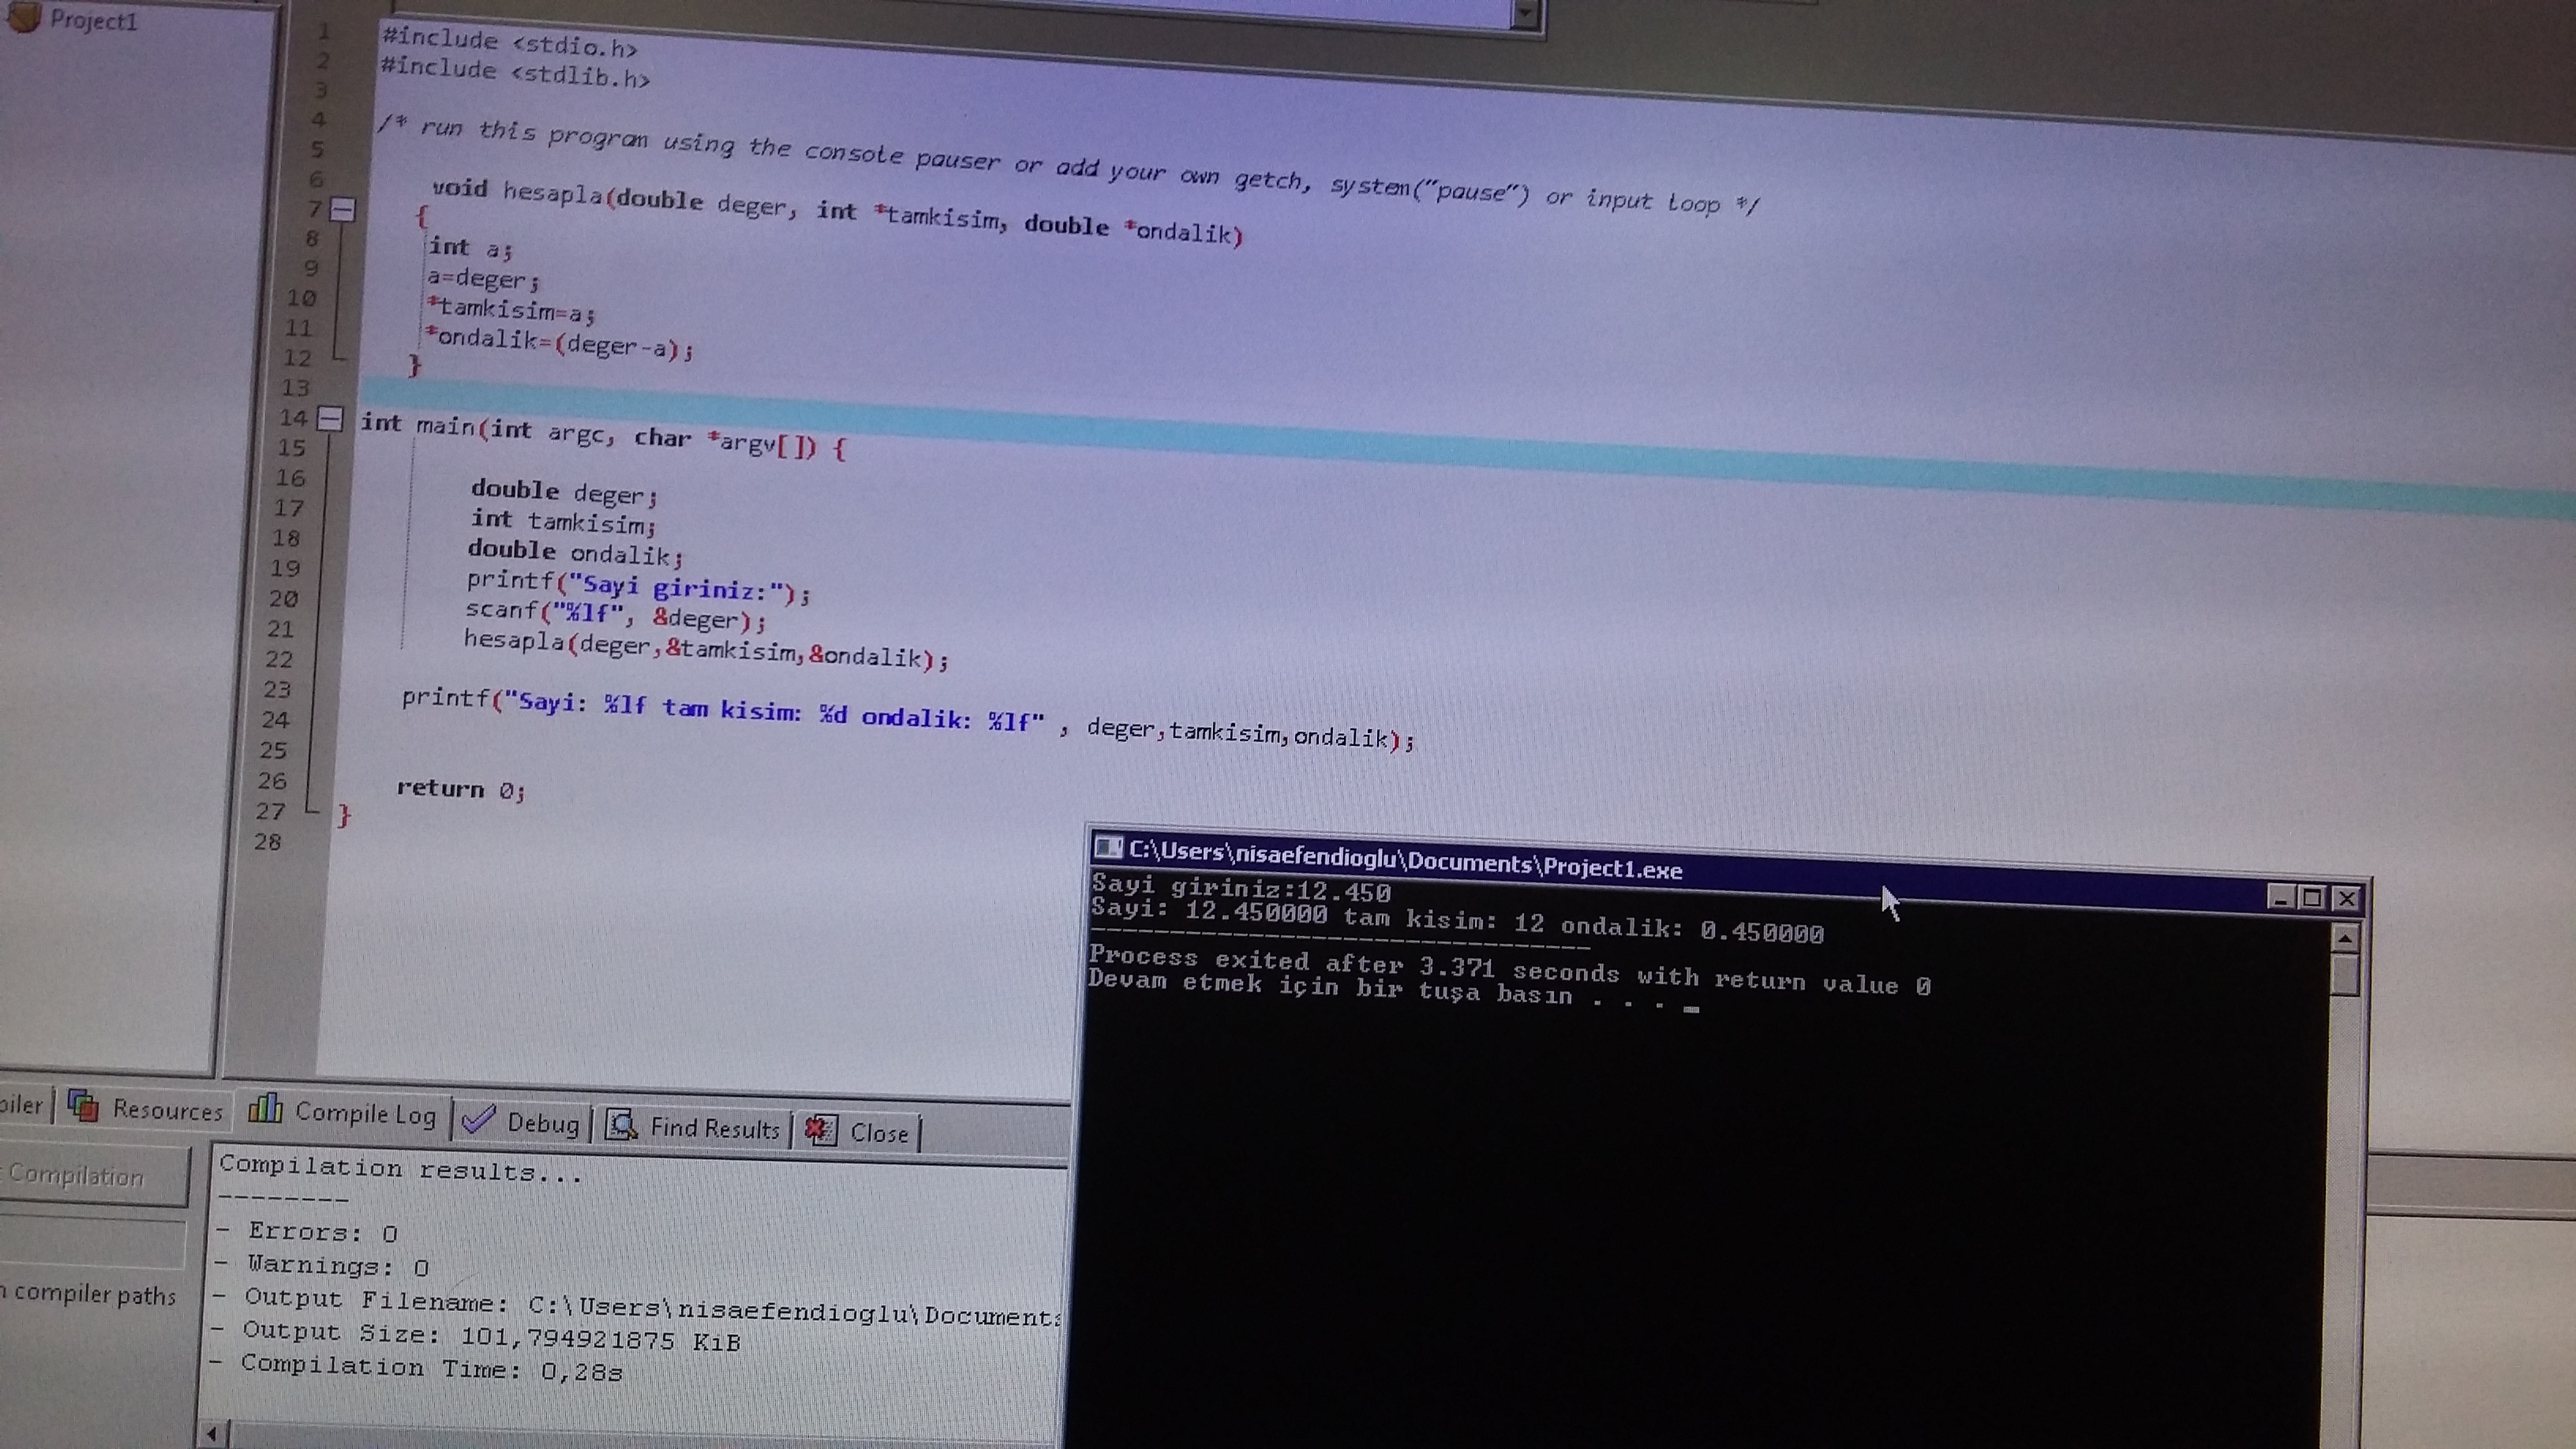 Project1
1
2
3
4
5
6
7
8
9
10
11
12
13
14
15
16
17
18
19
20
21
22
23
24
25
26
27
28
#include <stdio.h>
#include <stdlib.h>
/* run this program using the console pauser or add your own getch, system("pause") or input loop */
void hesapla(double deger, int *tamkisim, double *ondalik)
{
int a;
a=deger;
*tamkisim=a;
*ondalik=(deger-a);
}
int main(int argc, char *argv[]) {
double deger;
int tamkisim;
double ondalik;
printf("Sayi giriniz:");
scanf("%lf", &deger);
hesapla(deger,&tamkisim,&ondalik);
printf("Sayi: %lf tam kisim: %d ondalik: %lf" , deger,tamkisim,ondalik);
return 0;
}
C:\Users\nisaefendioglu\Documents\Project1.exe
Sayi giriniz:12.450
Sayi: 12.450000 tam kisim: 12 ondalik: 0.450000
--------------------------------
Process exited after 3.371 seconds with return value 0
Devam etmek için bir tuşa basın . . . _
Resources
Compile Log
Debug
Find Results
Close
Compilation
compiler paths
Compilation results...
--------
- Errors: 0
- Warnings: 0
- Output Filename: C:\Users\nisaefendioglu\Documents
- Output Size: 101,794921875 KiB
- Compilation Time: 0,28s